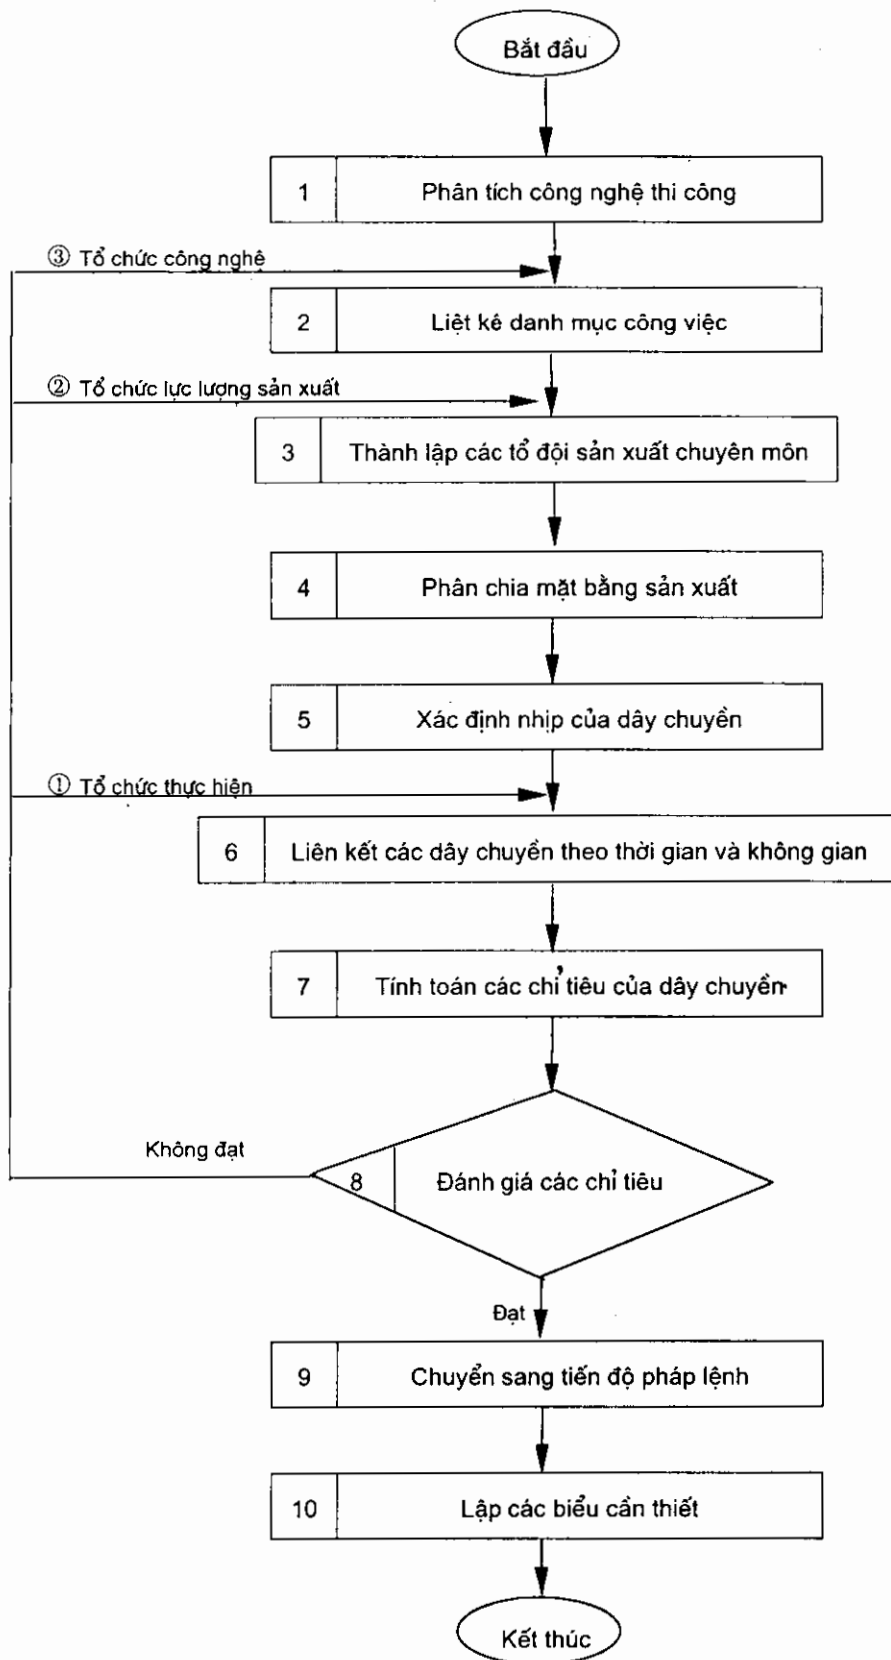 Bắt đầu
1 Phân tích công nghệ thi công
③ Tổ chức công nghệ
2 Liệt kê danh mục công việc
② Tổ chức lực lượng sản xuất
3 Thành lập các tổ đội sản xuất chuyên môn
4 Phân chia mặt bằng sản xuất
5 Xác định nhịp của dây chuyền
① Tổ chức thực hiện
6 Liên kết các dây chuyền theo thời gian và không gian
7 Tính toán các chỉ tiêu của dây chuyền
Không đạt
8 Đánh giá các chỉ tiêu
Đạt
9 Chuyển sang tiến độ pháp lệnh
10 Lập các biểu cần thiết
Kết thúc